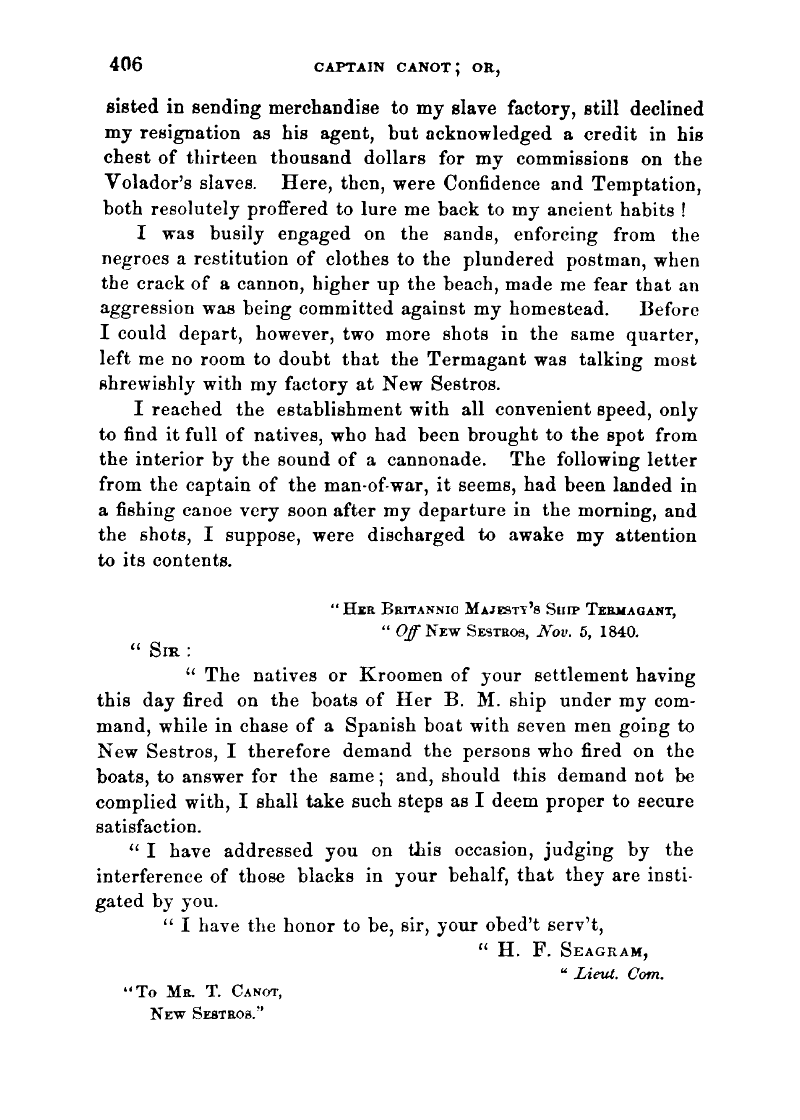 406 CAPTAIN CANOT; OR,
sisted in sending merchandise to my slave factory, still declined
my resignation as his agent, but acknowledged a credit in his
chest of thirteen thousand dollars for my commissions on the
Volador's slaves. Here, then, were Confidence and Temptation,
both resolutely proffered to lure me back to my ancient habits!
I was busily engaged on the sands, enforcing from the
negroes a restitution of clothes to the plundered postman, when
the crack of a cannon, higher up the beach, made me fear that an
aggression was being committed against my homestead. Before
I could depart, however, two more shots in the same quarter,
left me no room to doubt that the Termagant was talking most
shrewishly with my factory at New Sestros.
I reached the establishment with all convenient speed, only
to find it full of natives, who had been brought to the spot from
the interior by the sound of a cannonade. The following letter
from the captain of the man-of-war, it seems, had been landed in
a fishing canoe very soon after my departure in the morning, and
the shots, I suppose, were discharged to awake my attention
to its contents.
"HER BRITANNIC MAJESTY'S SHIP TERMAGANT,
"Off NEW SESTROS, Nov. 5, 1840.
"SIR:
"The natives or Kroomen of your settlement having
this day fired on the boats of Her B. M. ship under my com-
mand, while in chase of a Spanish boat with seven men going to
New Sestros, I therefore demand the persons who fired on the
boats, to answer for the same; and, should this demand not be
complied with, I shall take such steps as I deem proper to secure
satisfaction.
"I have addressed you on this occasion, judging by the
interference of those blacks in your behalf, that they are insti-
gated by you.
"I have the honor to be, sir, your obed't serv't,
"H. F. SEAGRAM,
"Lieut. Com.
"To MR. T. CANOT,
NEW SESTROS."